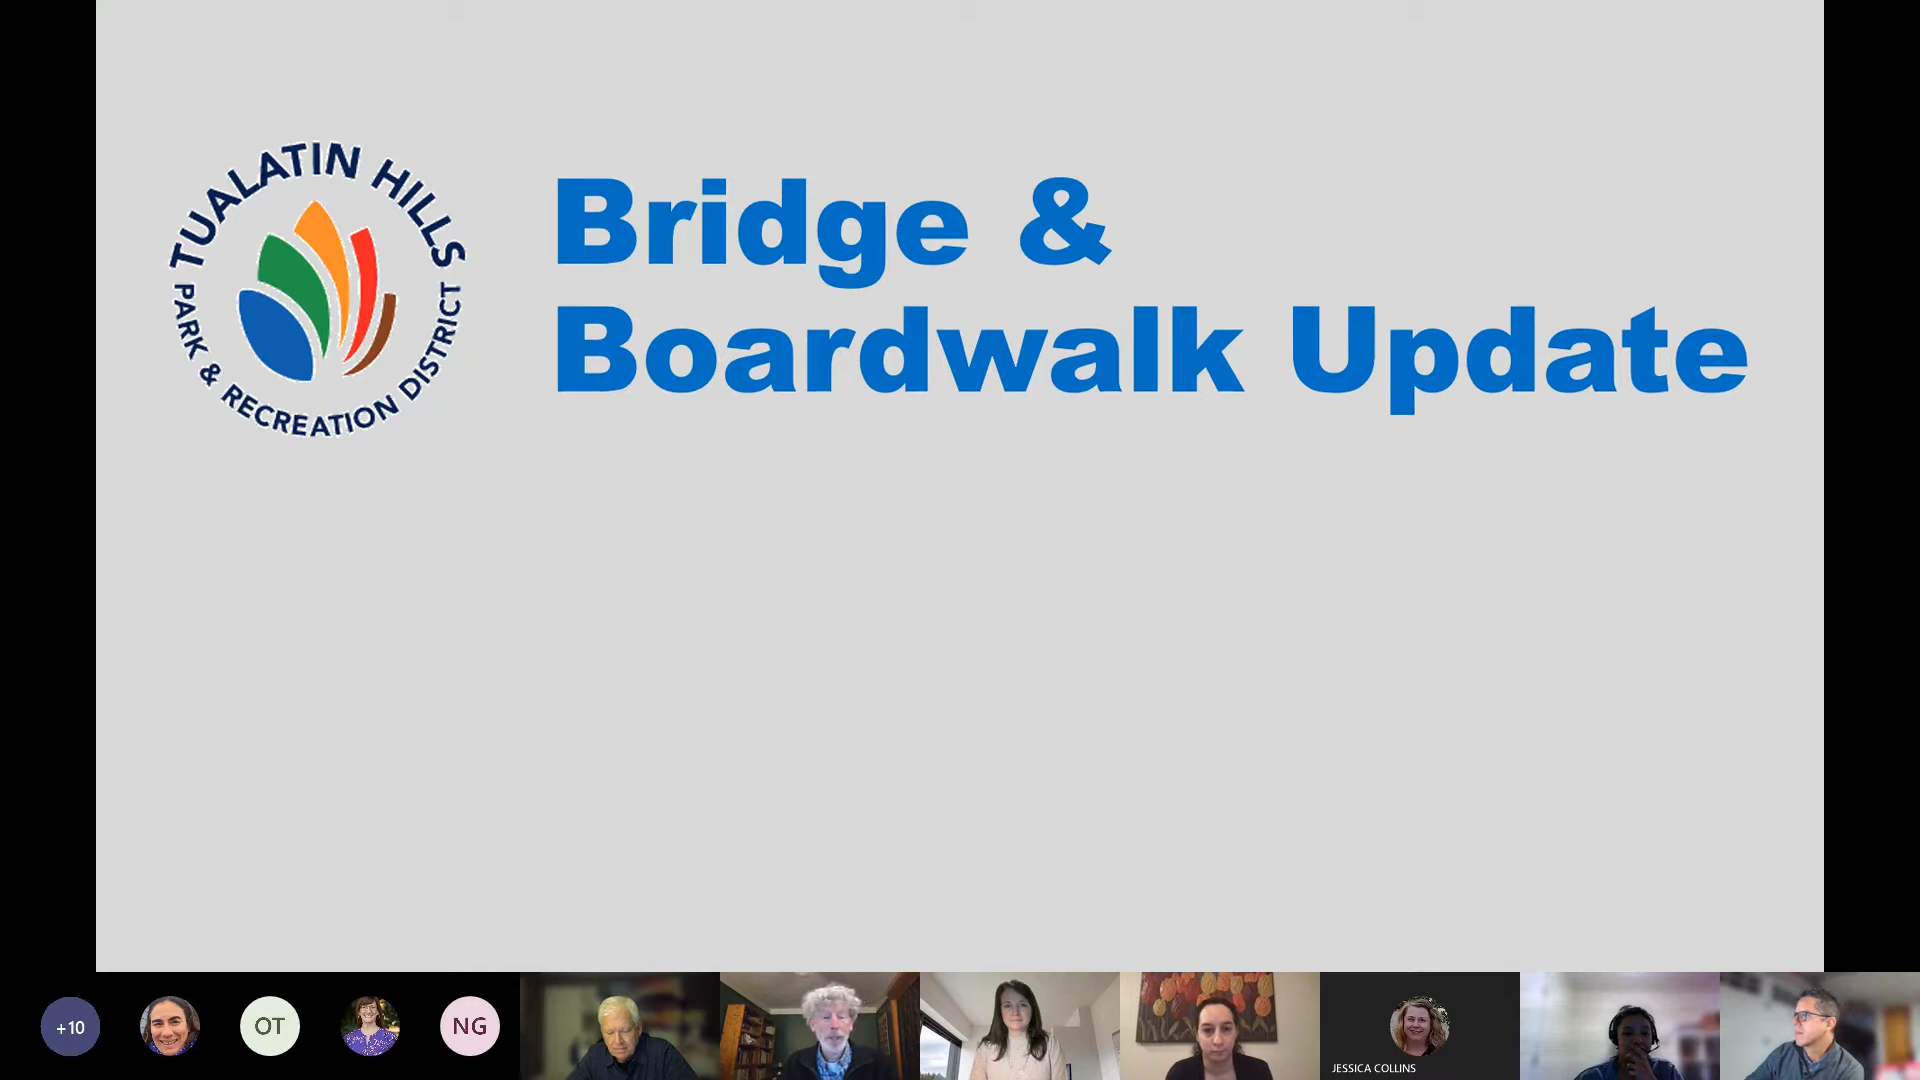 TUALATIN HILLS
PARK & RECREATION DISTRICT
Bridge &
Boardwalk Update
+10
OT
NG
JESSICA COLLINS